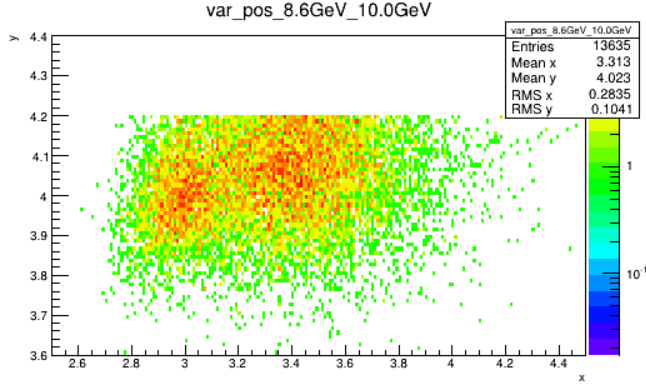 var_pos_8.6GeV_10.0GeV
var_pos_8.6GeV_10.0GeV
Entries 13635
Mean x 3.313
Mean y 4.023
RMS x 0.2835
RMS y 0.1041
y
4.4
4.3
4.2
4.1
4
3.9
3.8
3.7
3.6
2.6 2.8 3 3.2 3.4 3.6 3.8 4 4.2 4.4
x
1
10⁻¹